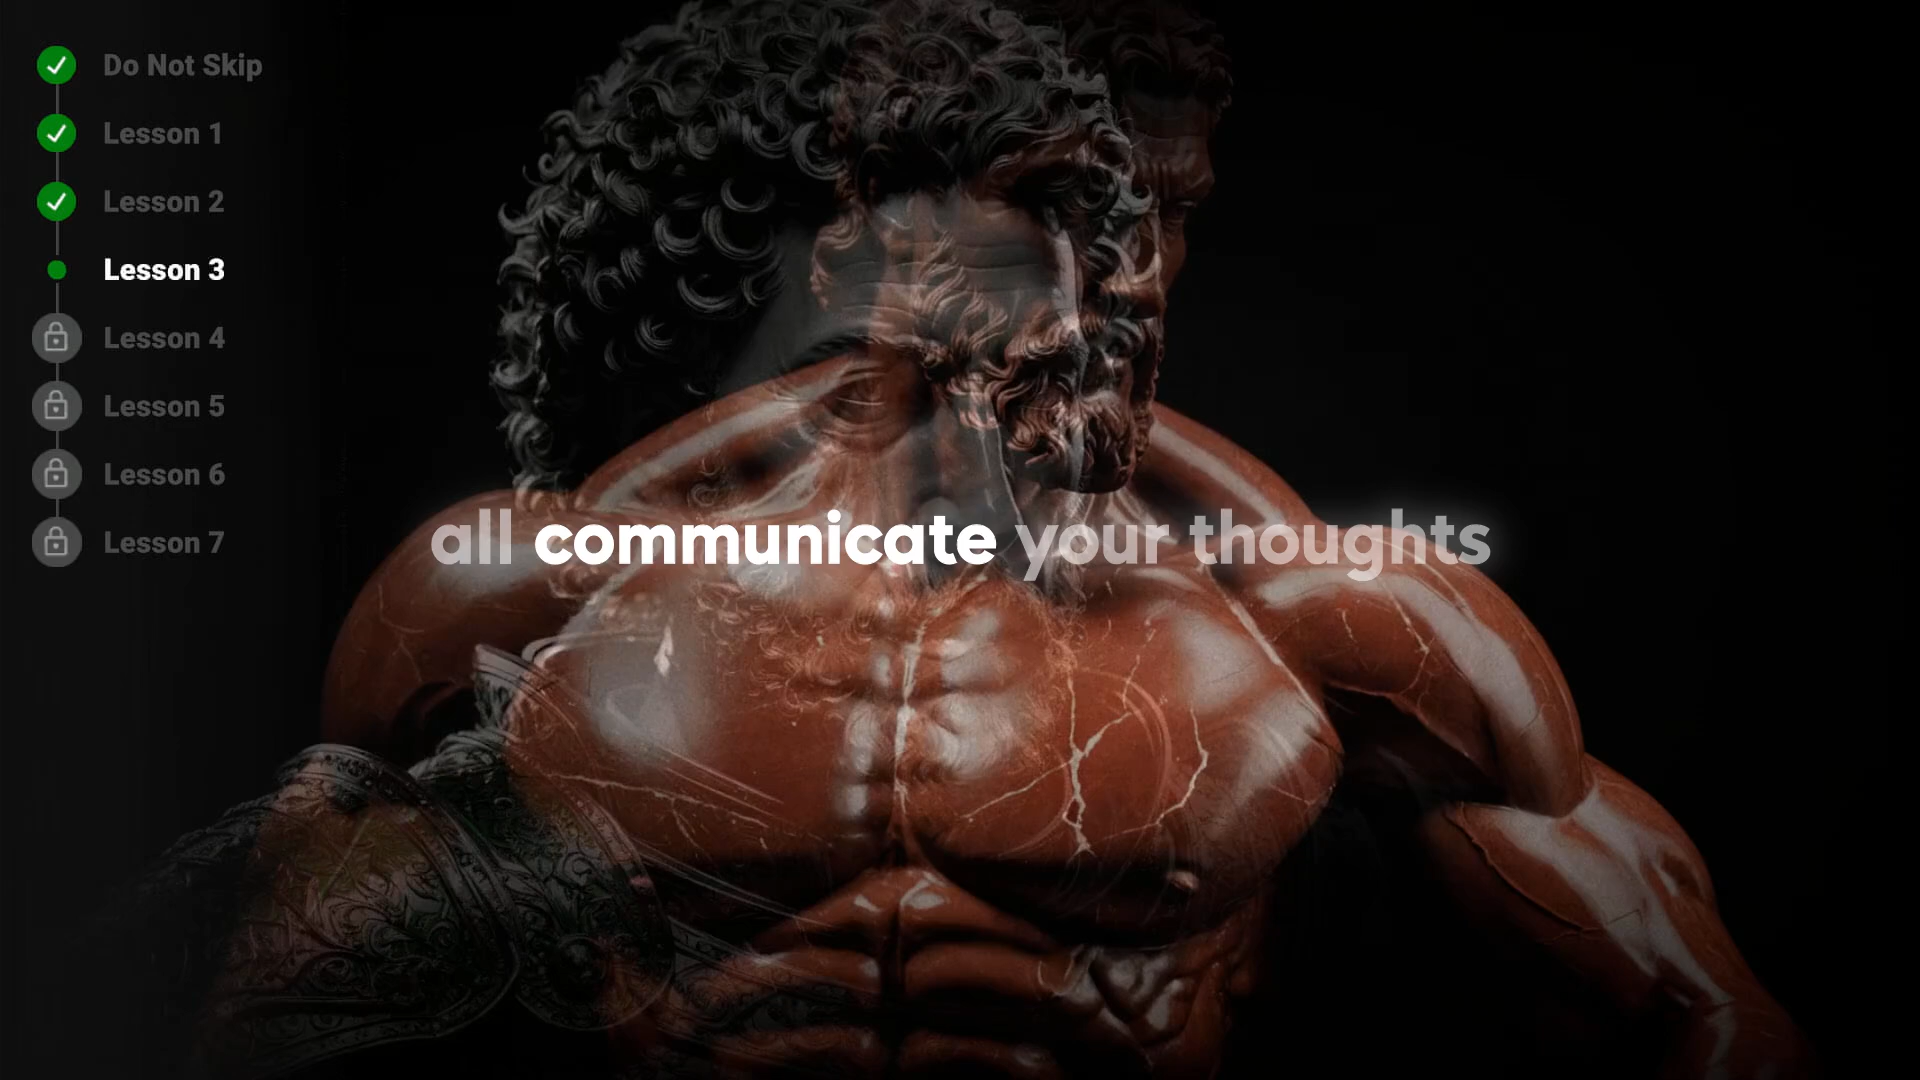 Do Not Skip
Lesson 1
Lesson 2
Lesson 3
Lesson 4
Lesson 5
Lesson 6
Lesson 7
all communicate your thoughts